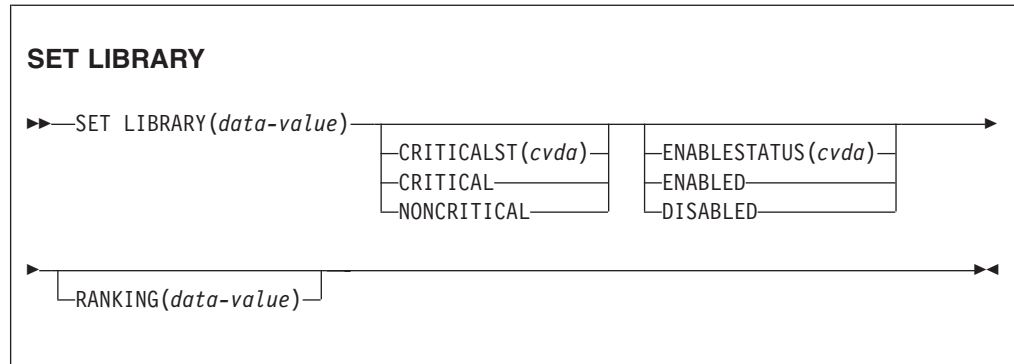 SET LIBRARY
SET LIBRARY(data-value)
CRITICALST(cvda)
CRITICAL
NONCRITICAL
ENABLESTATUS(cvda)
ENABLED
DISABLED
RANKING(data-value)